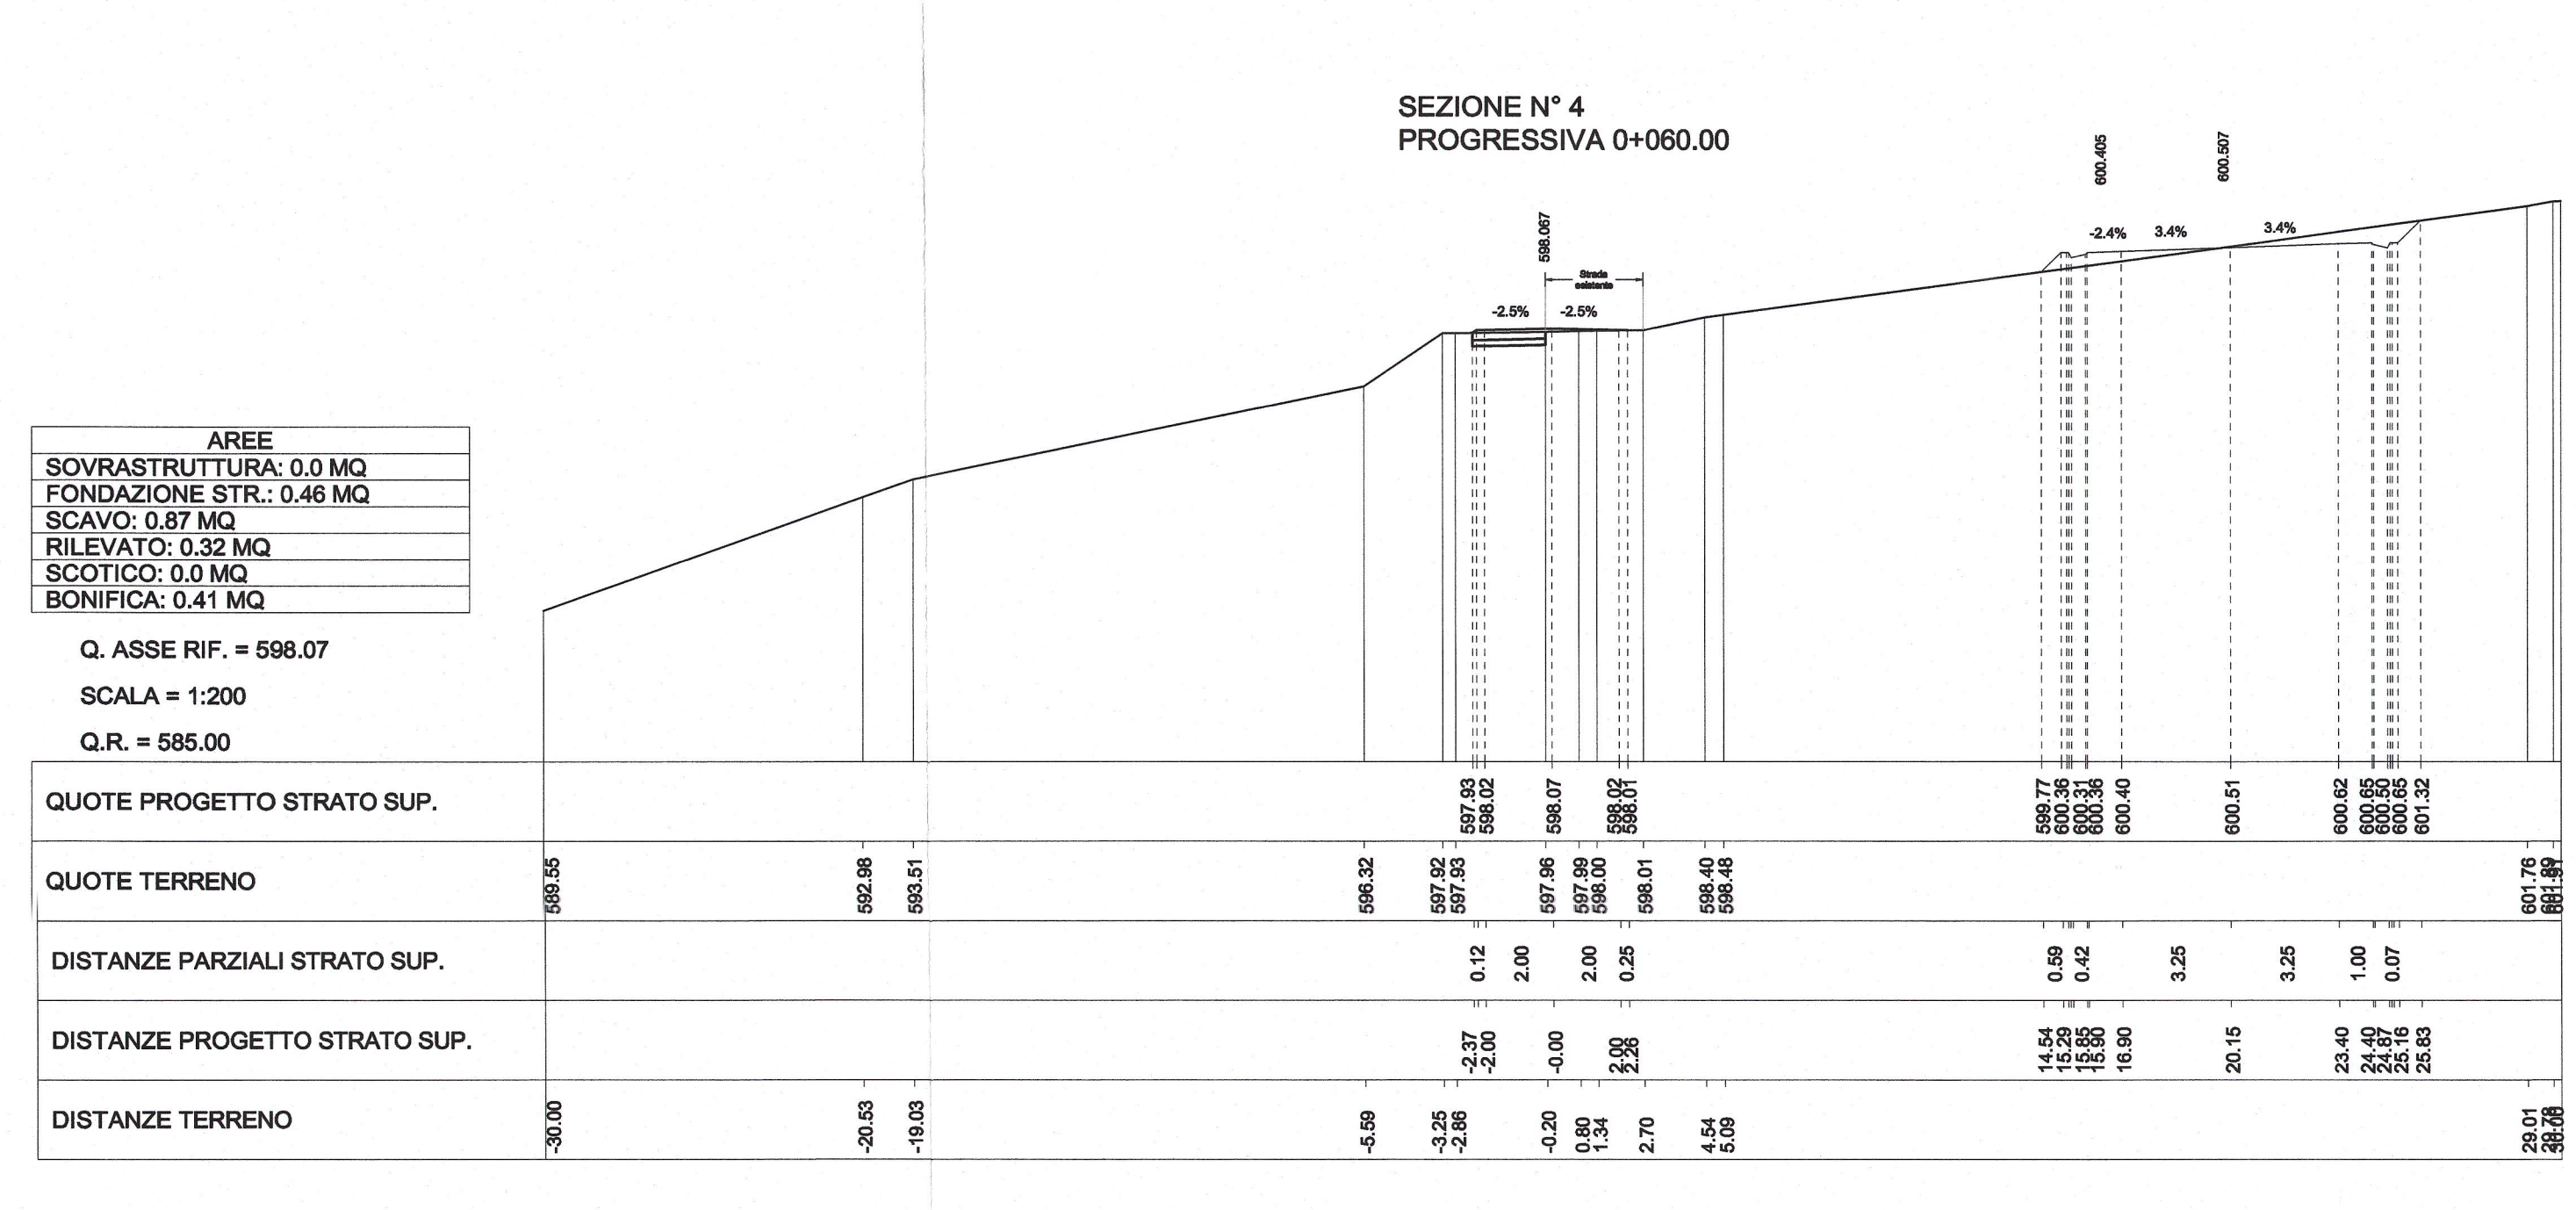 SEZIONE N° 4
PROGRESSIVA 0+060.00
600.405
600.507
598.067
-2.4%
3.4%
3.4%
Strada
esistente
-2.5%
-2.5%
AREE
SOVRASTRUTTURA: 0.0 MQ
FONDAZIONE STR.: 0.46 MQ
SCAVO: 0.87 MQ
RILEVATO: 0.32 MQ
SCOTICO: 0.0 MQ
BONIFICA: 0.41 MQ
Q. ASSE RIF. = 598.07
SCALA = 1:200
Q.R. = 585.00
QUOTE PROGETTO STRATO SUP. 597.93 598.02 598.07 598.02 598.01 599.77 600.36 600.31 600.36 600.40 600.51 600.62 600.65 600.50 600.65 601.32
QUOTE TERRENO 589.55 592.98 593.51 596.32 597.92 597.93 597.96 597.99 598.00 598.01 598.40 598.48 601.76
DISTANZE PARZIALI STRATO SUP. 0.12 2.00 2.00 0.25 0.59 0.42 3.25 3.25 1.00 0.07
DISTANZE PROGETTO STRATO SUP. -2.37 -2.00 -0.00 2.00 2.26 14.54 15.29 15.85 15.90 16.90 20.15 23.40 24.40 24.87 25.16 25.83
DISTANZE TERRENO -30.00 -20.53 -19.03 -5.59 -3.25 -2.86 -0.20 0.80 1.34 2.70 4.54 5.09 29.01